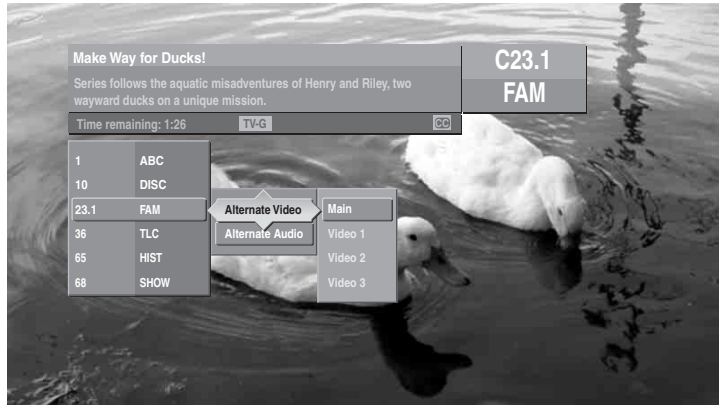 Make Way for Ducks!
Series follows the aquatic misadventures of Henry and Riley, two
wayward ducks on a unique mission.
Time remaining: 1:26 TV-G CC
C23.1
FAM
1 ABC
10 DISC
23.1 FAM
36 TLC
65 HIST
68 SHOW
Alternate Video
Alternate Audio
Main
Video 1
Video 2
Video 3